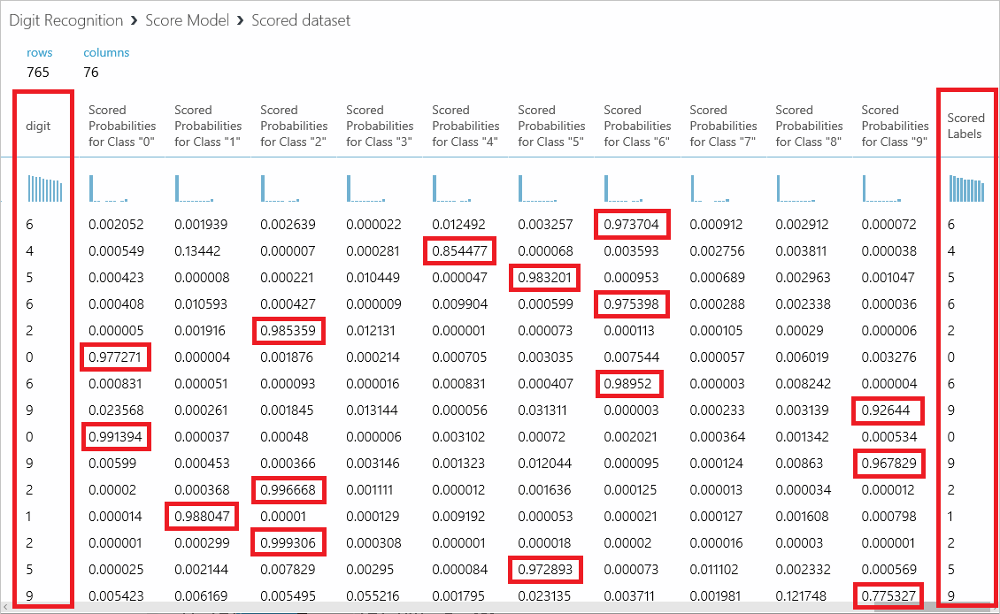 Digit Recognition › Score Model › Scored dataset
rows columns
765 76
digit Scored Probabilities for Class "0" Scored Probabilities for Class "1" Scored Probabilities for Class "2" Scored Probabilities for Class "3" Scored Probabilities for Class "4" Scored Probabilities for Class "5" Scored Probabilities for Class "6" Scored Probabilities for Class "7" Scored Probabilities for Class "8" Scored Probabilities for Class "9" Scored Labels
6 0.002052 0.001939 0.002639 0.000022 0.012492 0.003257 0.973704 0.000912 0.002912 0.000072 6
4 0.000549 0.13442 0.000007 0.000281 0.854477 0.000068 0.003593 0.002756 0.003811 0.000038 4
5 0.000423 0.000008 0.000221 0.010449 0.000047 0.983201 0.000953 0.000689 0.002963 0.001047 5
6 0.000408 0.010593 0.000427 0.000009 0.009904 0.000599 0.975398 0.000288 0.002338 0.000036 6
2 0.000005 0.001916 0.985359 0.012131 0.000001 0.000073 0.000113 0.000105 0.00029 0.000006 2
0 0.977271 0.000004 0.001876 0.000214 0.000705 0.003035 0.007544 0.000057 0.006019 0.003276 0
6 0.000831 0.000051 0.000093 0.000016 0.000831 0.000407 0.98952 0.000003 0.008242 0.000004 6
9 0.023568 0.000261 0.001845 0.013144 0.000056 0.031311 0.000003 0.000233 0.003139 0.92644 9
0 0.991394 0.000037 0.00048 0.000006 0.003102 0.00072 0.002021 0.000364 0.001342 0.000534 0
9 0.00599 0.000453 0.000366 0.003146 0.001323 0.012044 0.000095 0.000124 0.00863 0.967829 9
2 0.00002 0.000368 0.996668 0.001111 0.000012 0.001636 0.000125 0.000013 0.000034 0.000012 2
1 0.000014 0.988047 0.00001 0.000129 0.009192 0.000053 0.000021 0.000127 0.001608 0.000798 1
2 0.000001 0.000299 0.999306 0.000308 0.000001 0.000018 0.00002 0.000016 0.00003 0.000001 2
5 0.000025 0.002144 0.007829 0.00295 0.000084 0.972893 0.000073 0.011102 0.002332 0.000569 5
9 0.005423 0.006169 0.005495 0.055216 0.001795 0.023135 0.003711 0.001981 0.121748 0.775327 9